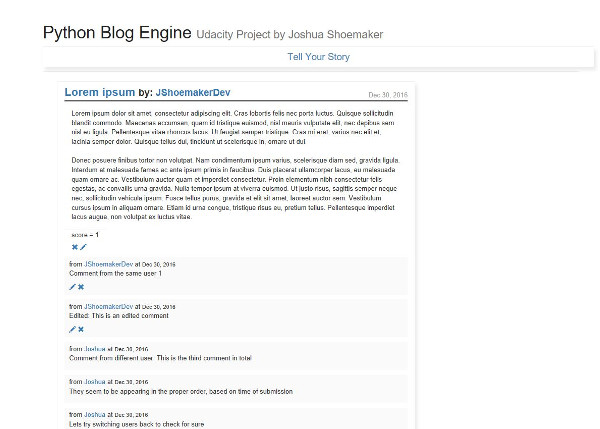 Python Blog Engine Udacity Project by Joshua Shoemaker
Tell Your Story
Lorem ipsum by: JShoemakerDev Dec 30, 2016
Lorem ipsum dolor sit amet, consectetur adipiscing elit. Cras lobortis felis nec porta luctus. Quisque sollicitudin
blandit commodo. Maecenas accumsan, quam id tristique euismod, nisl mauris vulputate elit, nec dapibus sem
nisl eu ligula. Pellentesque vitae rhoncus lacus. Ut feugiat semper tristique. Cras mi erat, varius nec elit et,
lacinia semper dolor. Quisque tellus dui, tincidunt ut scelerisque in, ornare ut dui.
Donec posuere finibus tortor non volutpat. Nam condimentum ipsum varius, scelerisque diam sed, gravida ligula.
Interdum et malesuada fames ac ante ipsum primis in faucibus. Duis placerat ullamcorper lacus, eu malesuada
quam ornare ac. Vestibulum auctor quam et imperdiet consectetur. Proin elementum nibh consectetur felis
egestas, ac convallis urna gravida. Nulla tempor ipsum at viverra euismod. Ut justo risus, sagittis semper neque
nec, sollicitudin vehicula ipsum. Fusce tellus purus, gravida et elit sit amet, laoreet auctor sem. Vestibulum
cursus ipsum in aliquam ornare. Etiam id urna congue, tristique risus eu, pretium tellus. Pellentesque imperdiet
lacus augue, non volutpat ex luctus vitae.
score = 1
from JShoemakerDev at Dec 30, 2016
Comment from the same user 1
from JShoemakerDev at Dec 30, 2016
Edited: This is an edited comment
from Joshua at Dec 30, 2016
Comment from different user. This is the third comment in total
from Joshua at Dec 30, 2016
They seem to be appearing in the proper order, based on time of submission
from Joshua at Dec 30, 2016
Lets try switching users back to check for sure